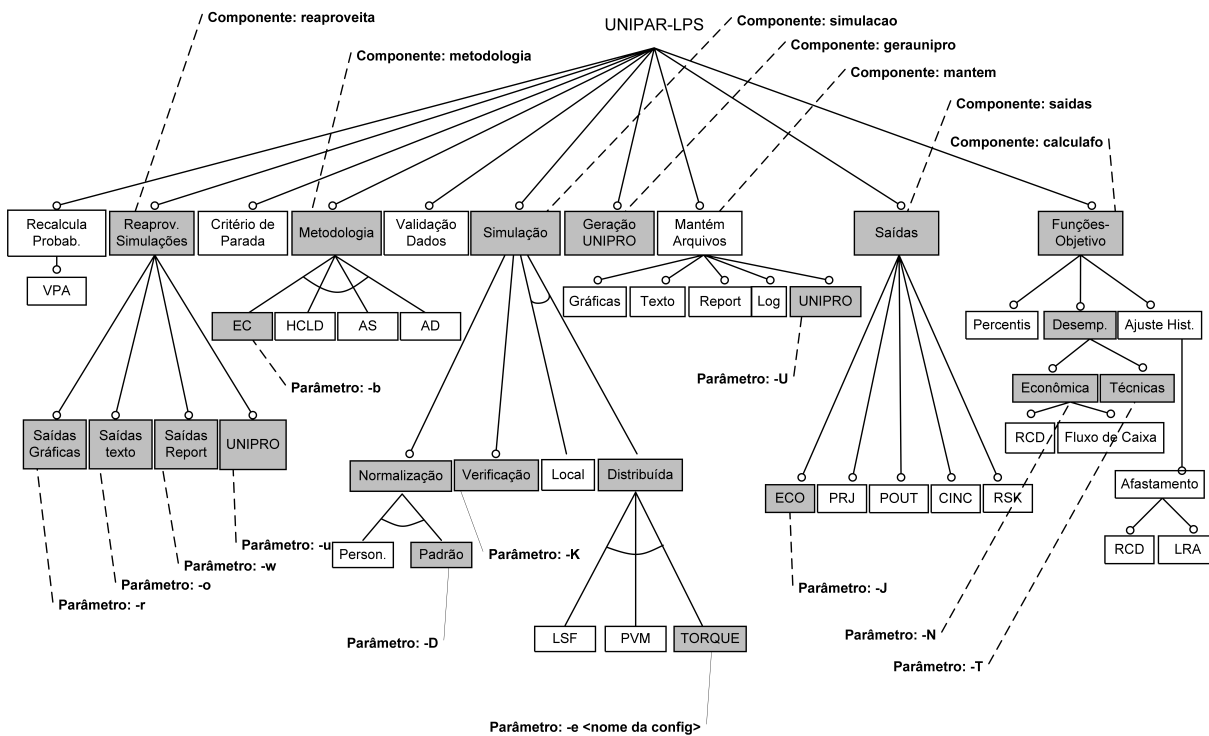 Componente: reaproveita
UNIPAR-LPS
Componente: simulacao
Componente: metodologia
Componente: geraunipro
Componente: mantem
Componente: saidas
Componente: calculafo
Recalcula
Probab.
Reaprov.
Simulações
Critério de
Parada
Metodologia
Validação
Dados
Simulação
Geração
UNIPRO
Mantém
Arquivos
Saídas
Funções-
Objetivo
VPA
Gráficas
Texto
Report
Log
UNIPRO
EC
HCLD
AS
AD
Percentis
Desemp.
Ajuste Hist.
Parâmetro: -b
Parâmetro: -U
Econômica
Técnicas
Saídas
Gráficas
Saídas
texto
Saídas
Report
UNIPRO
RCD
Fluxo de Caixa
Normalização
Verificação
Local
Distribuída
ECO
PRJ
POUT
CINC
RSK
Afastamento
Parâmetro: -u
Parâmetro: -w
Parâmetro: -o
Parâmetro: -r
Person.
Padrão
Parâmetro: -K
RCD
LRA
Parâmetro: -J
Parâmetro: -D
LSF
PVM
TORQUE
Parâmetro: -N
Parâmetro: -T
Parâmetro: -e <nome da config>